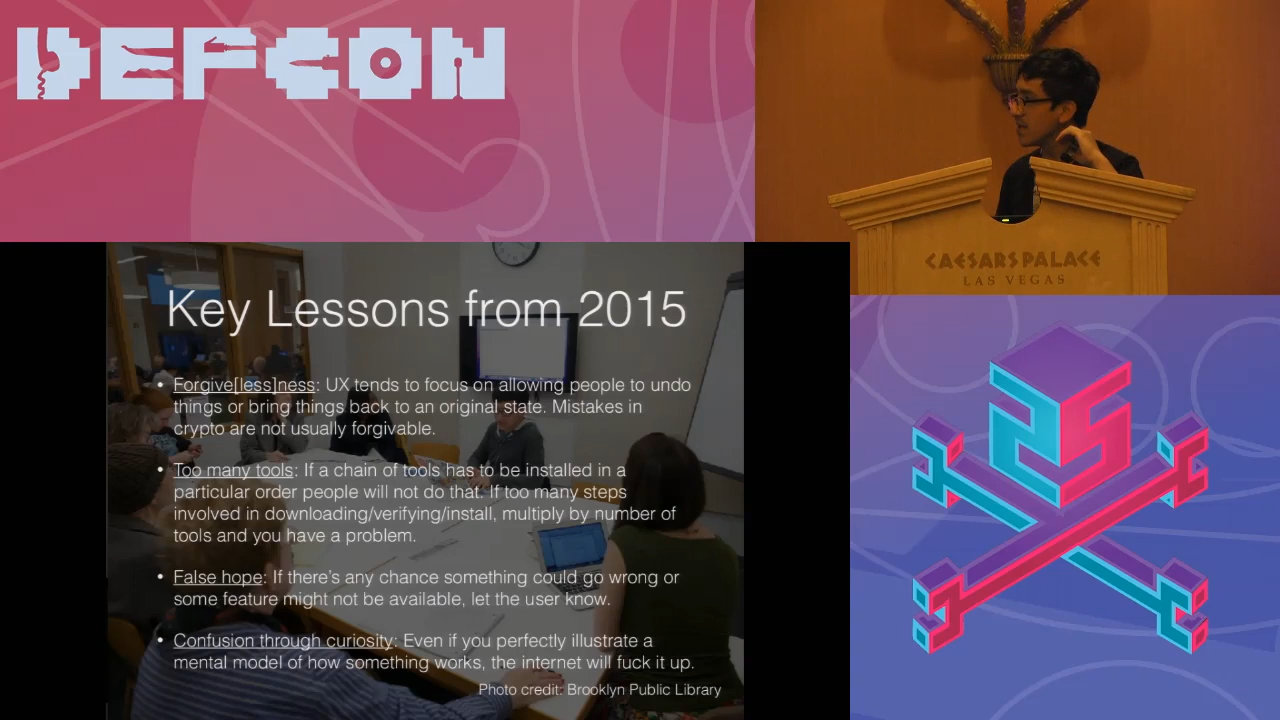 DEFCON
CAESARS PALACE
LAS VEGAS
Key Lessons from 2015
• Forgive[less]ness: UX tends to focus on allowing people to undo
things or bring things back to an original state. Mistakes in
crypto are not usually forgivable.
• Too many tools: If a chain of tools has to be installed in a
particular order people will not do that. If too many steps
involved in downloading/verifying/install, multiply by number of
tools and you have a problem.
• False hope: If there's any chance something could go wrong or
some feature might not be available, let the user know.
• Confusion through curiosity: Even if you perfectly illustrate a
mental model of how something works, the internet will fuck it up.
Photo credit: Brooklyn Public Library
25